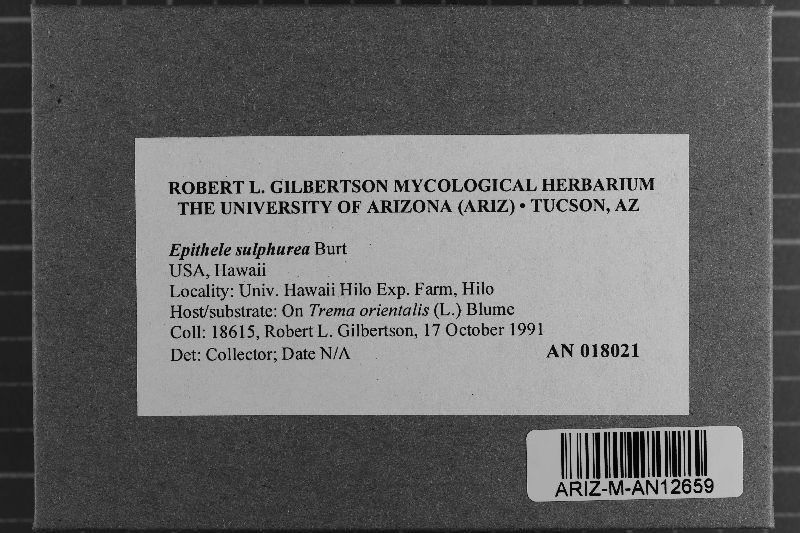 ROBERT L. GILBERTSON MYCOLOGICAL HERBARIUM
THE UNIVERSITY OF ARIZONA (ARIZ) • TUCSON, AZ
Epithele sulphurea Burt
USA, Hawaii
Locality: Univ. Hawaii Hilo Exp. Farm, Hilo
Host/substrate: On Trema orientalis (L.) Blume
Coll: 18615, Robert L. Gilbertson, 17 October 1991
Det: Collector; Date N/A
AN 018021
ARIZ-M-AN12659